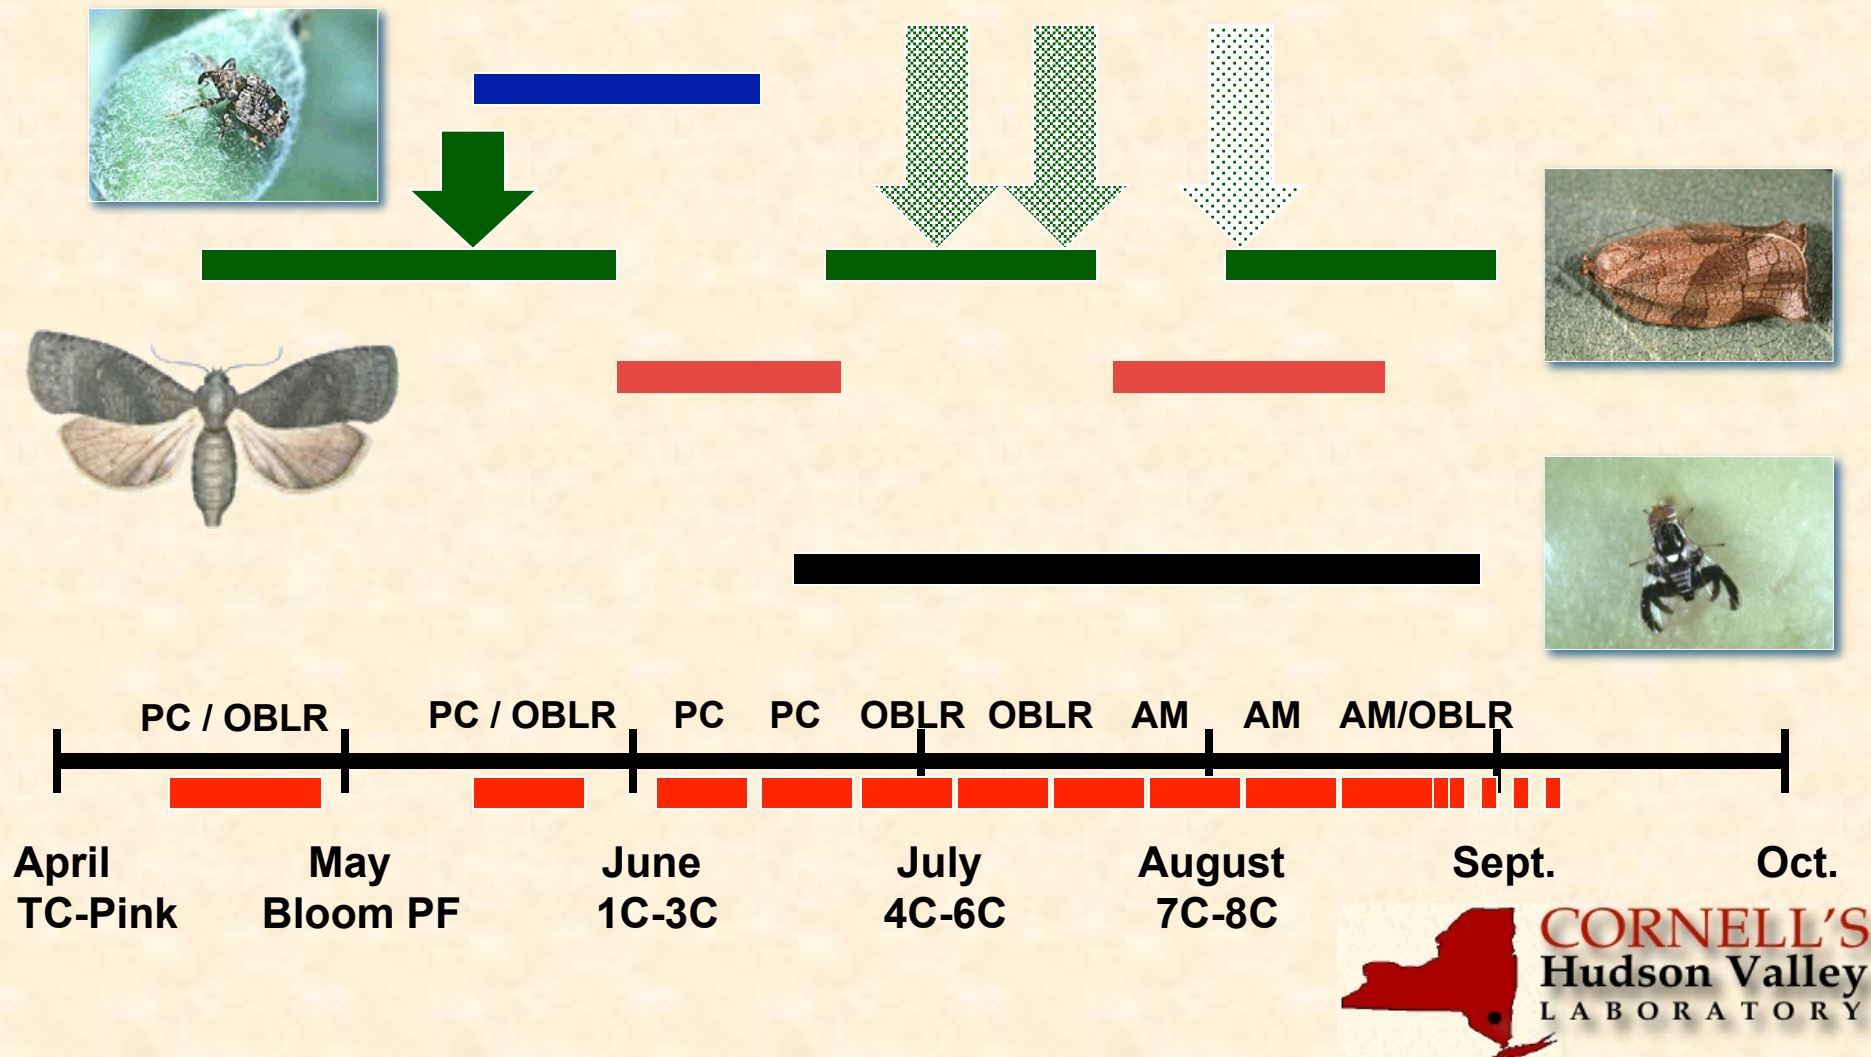 PC / OBLR PC / OBLR PC PC OBLR OBLR AM AM AM/OBLR
April May June July August Sept. Oct.
TC-Pink Bloom PF 1C-3C 4C-6C 7C-8C
CORNELL'S
Hudson Valley
LABORATORY